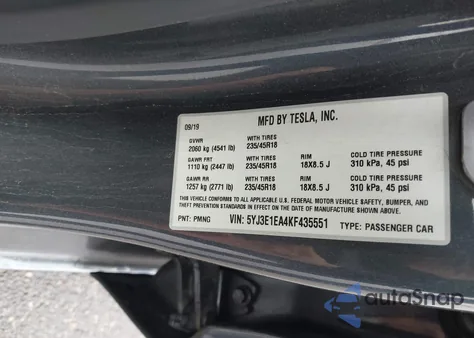 09/19 MFD BY TESLA, INC.
GVWR WITH TIRES
2060 kg (4541 lb) 235/45R18
GAWR FRT WITH TIRES RIM COLD TIRE PRESSURE
1110 kg (2447 lb) 235/45R18 18X8.5 J 310 kPa, 45 psi
GAWR RR WITH TIRES RIM COLD TIRE PRESSURE
1257 kg (2771 lb) 235/45R18 18X8.5 J 310 kPa, 45 psi
THIS VEHICLE CONFORMS TO ALL APPLICABLE U.S. FEDERAL MOTOR VEHICLE SAFETY, BUMPER, AND
THEFT PREVENTION STANDARDS IN EFFECT ON THE DATE OF MANUFACTURE SHOWN ABOVE.
PNT: PMNG VIN: 5YJ3E1EA4KF435551 TYPE: PASSENGER CAR
autoSnap